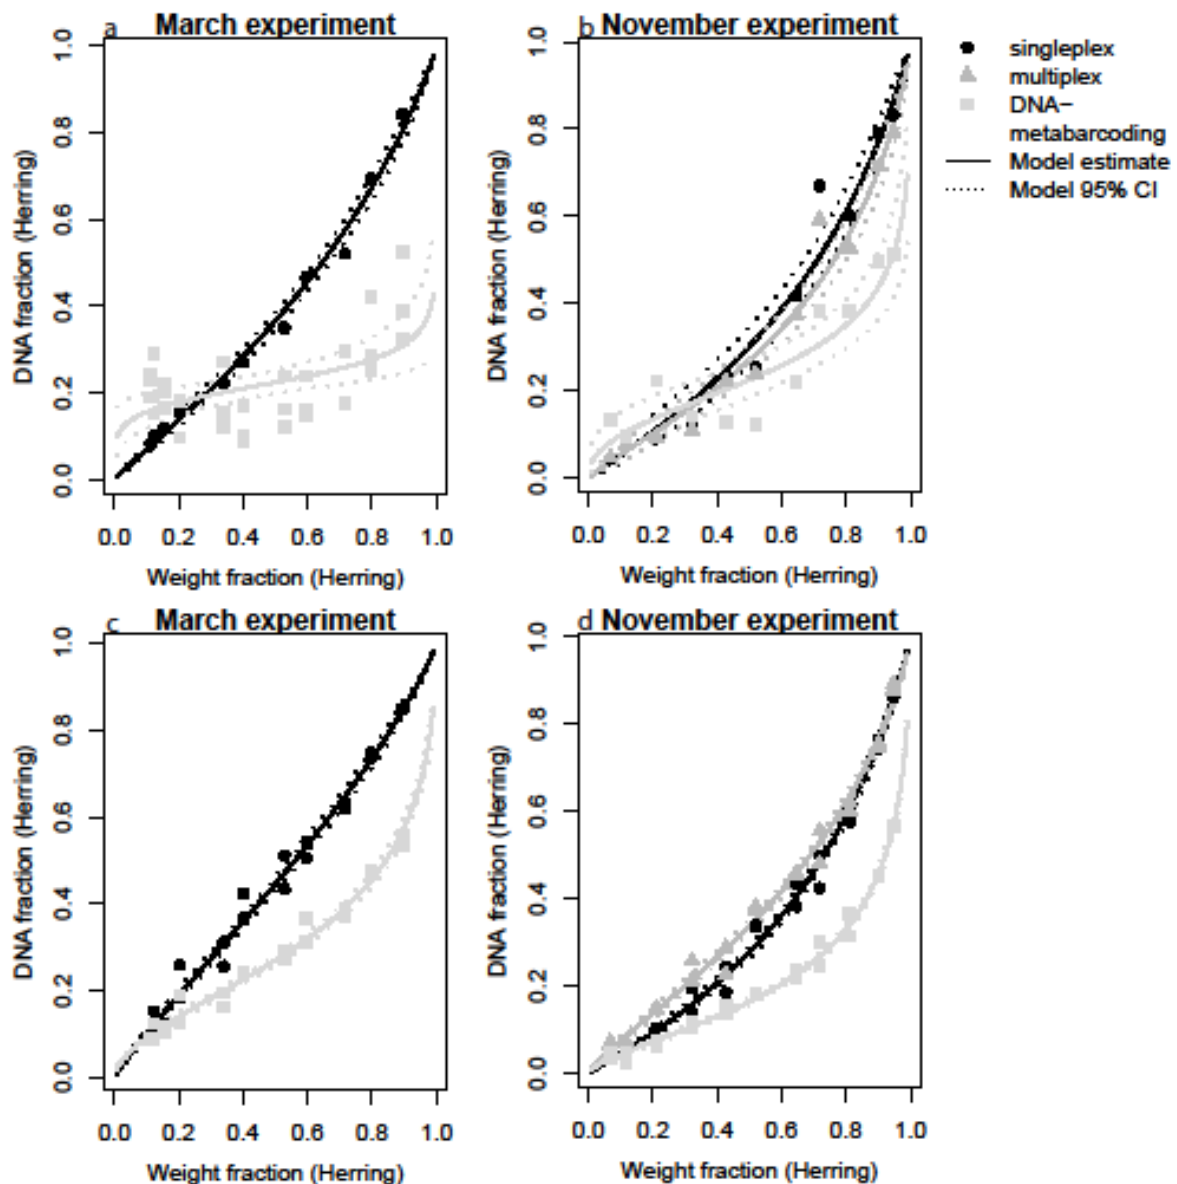 a March experiment
1.0
0.8
0.6
0.4
0.2
0.0
DNA fraction (Herring)
0.0 0.2 0.4 0.6 0.8 1.0
Weight fraction (Herring)
b November experiment
1.0
0.8
0.6
0.4
0.2
0.0
DNA fraction (Herring)
0.0 0.2 0.4 0.6 0.8 1.0
Weight fraction (Herring)
singleplex
multiplex
DNA-
metabarcoding
Model estimate
Model 95% CI
c March experiment
1.0
0.8
0.6
0.4
0.2
0.0
DNA fraction (Herring)
0.0 0.2 0.4 0.6 0.8 1.0
Weight fraction (Herring)
d November experiment
1.0
0.8
0.6
0.4
0.2
0.0
DNA fraction (Herring)
0.0 0.2 0.4 0.6 0.8 1.0
Weight fraction (Herring)